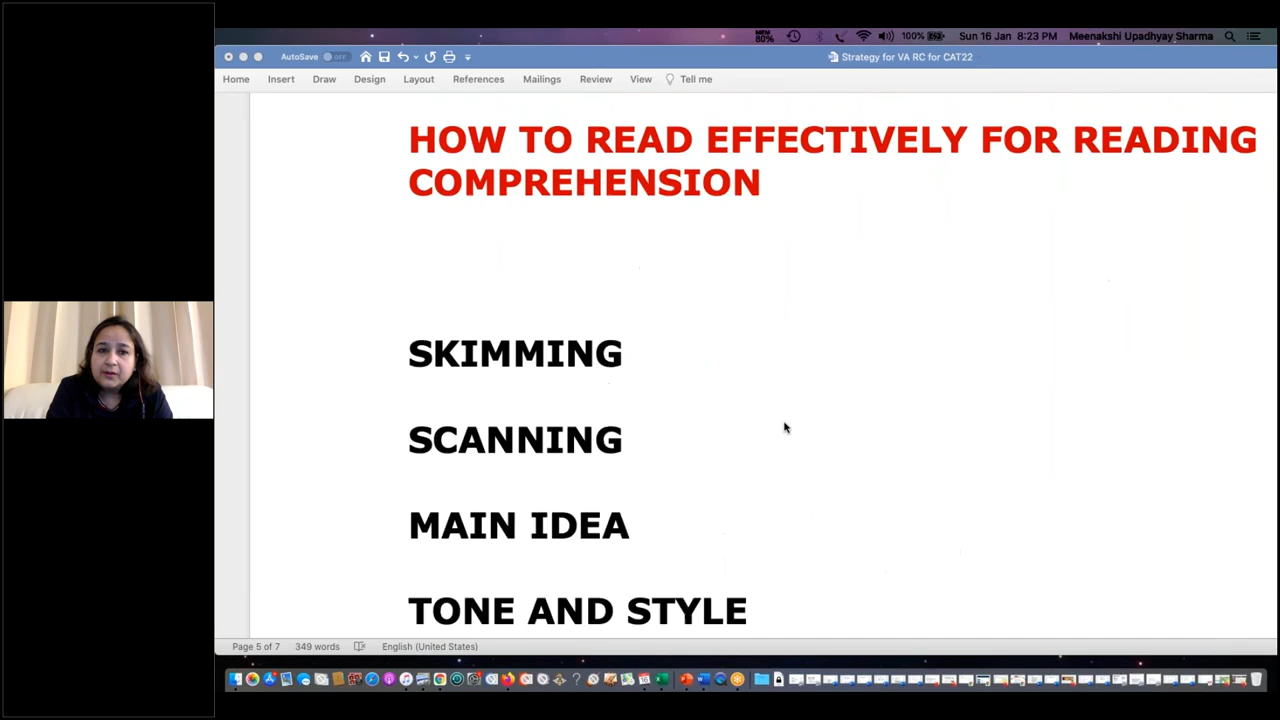 MEM 80%
100%
Sun 16 Jan 8:23 PM
Meenakshi Upadhyay Sharma
AutoSave
Strategy for VA RC for CAT22
Home Insert Draw Design Layout References Mailings Review View Tell me
HOW TO READ EFFECTIVELY FOR READING
COMPREHENSION
SKIMMING
SCANNING
MAIN IDEA
TONE AND STYLE
Page 5 of 7 349 words English (United States)